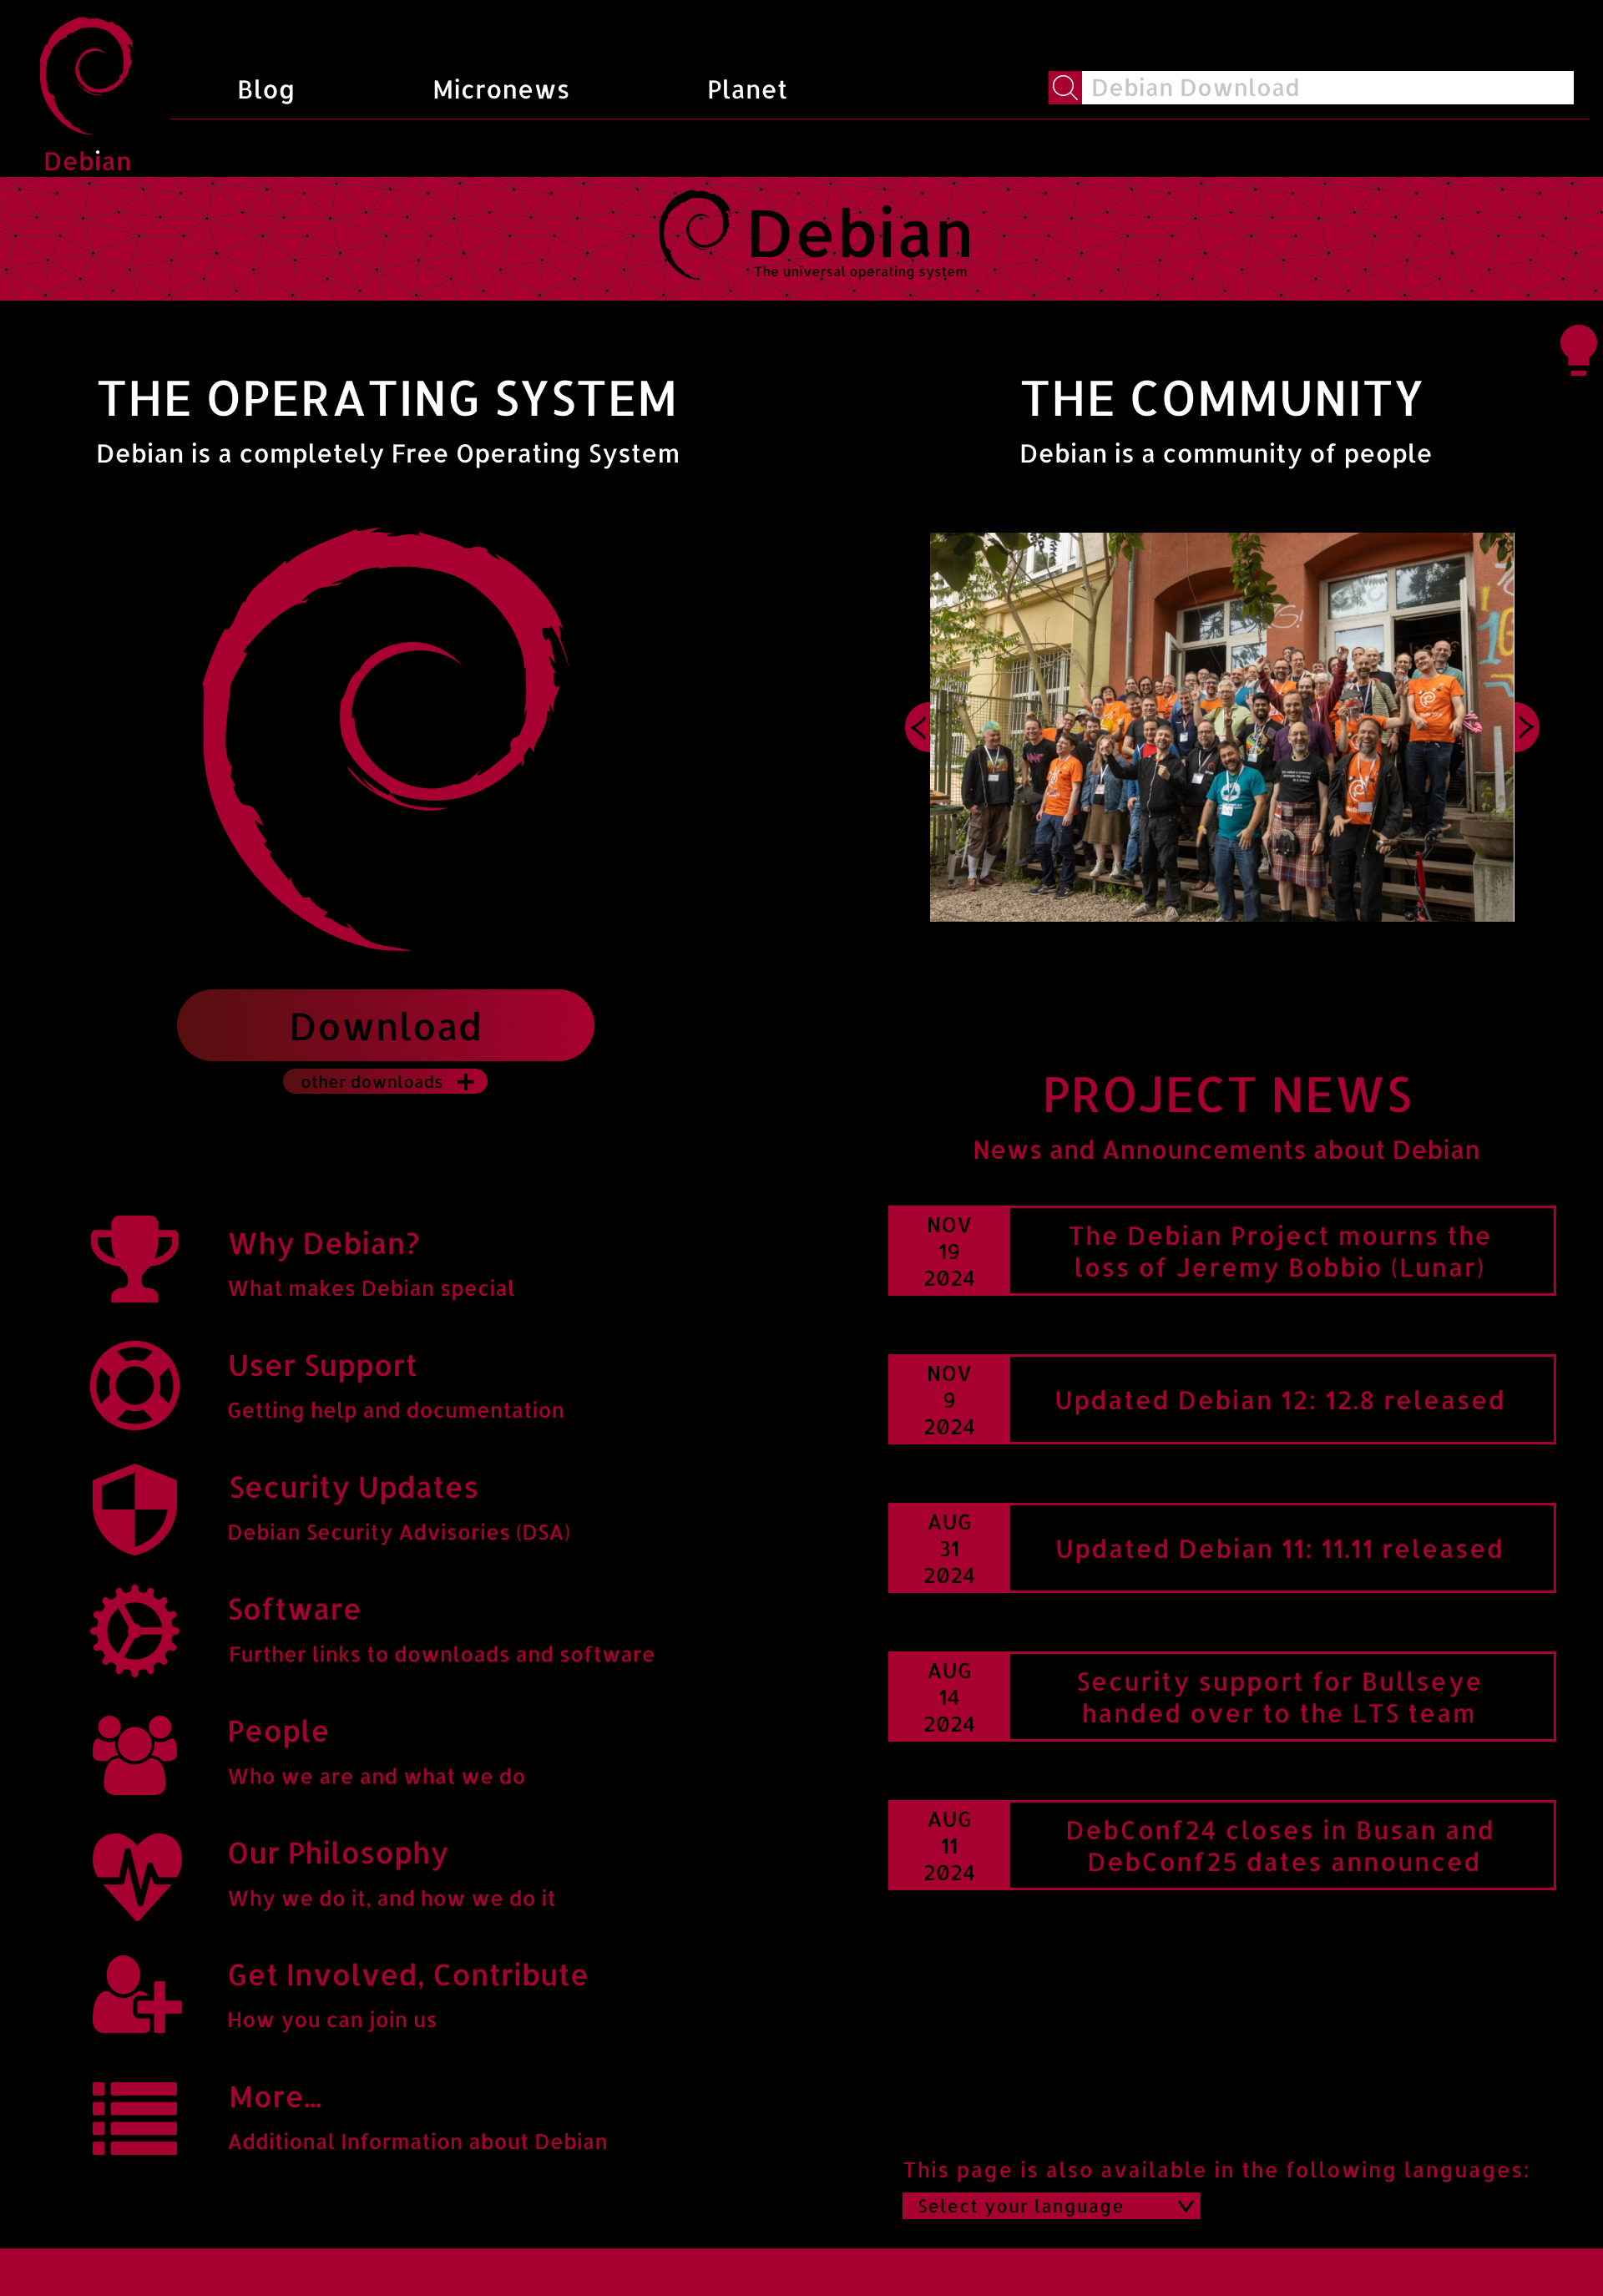 Debian
Blog
Micronews
Planet
Debian Download
Debian
The universal operating system
THE OPERATING SYSTEM
Debian is a completely Free Operating System
THE COMMUNITY
Debian is a community of people
Download
other downloads
Why Debian?
What makes Debian special
User Support
Getting help and documentation
Security Updates
Debian Security Advisories (DSA)
Software
Further links to downloads and software
People
Who we are and what we do
Our Philosophy
Why we do it, and how we do it
Get Involved, Contribute
How you can join us
More...
Additional Information about Debian
PROJECT NEWS
News and Announcements about Debian
NOV
19
2024
The Debian Project mourns the
loss of Jeremy Bobbio (Lunar)
NOV
9
2024
Updated Debian 12: 12.8 released
AUG
31
2024
Updated Debian 11: 11.11 released
AUG
14
2024
Security support for Bullseye
handed over to the LTS team
AUG
11
2024
DebConf24 closes in Busan and
DebConf25 dates announced
This page is also available in the following languages:
Select your language